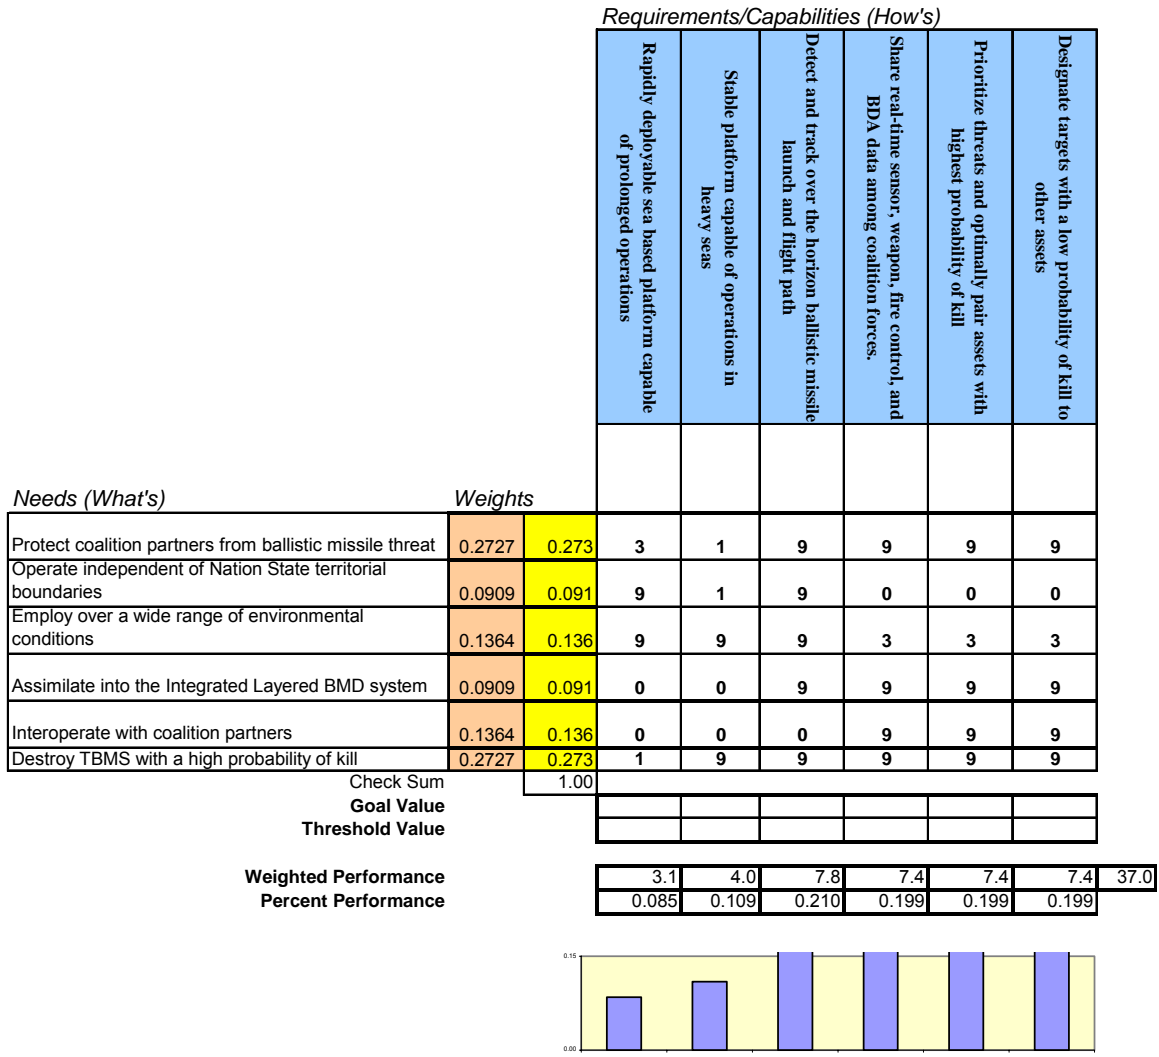 Requirements/Capabilities (How's)
Rapidly deployable sea based platform capable
of prolonged operations
Stable platform capable of operations in
heavy seas
Detect and track over the horizon ballistic missile
launch and flight path
Share real-time sensor, weapon, fire control, and
BDA data among coalition forces.
Prioritize threats and optimally pair assets with
highest probability of kill
Designate targets with a low probability of kill to
other assets
Needs (What's) Weights
Protect coalition partners from ballistic missile threat 0.2727 0.273 3 1 9 9 9 9
Operate independent of Nation State territorial
boundaries 0.0909 0.091 9 1 9 0 0 0
Employ over a wide range of environmental
conditions 0.1364 0.136 9 9 9 3 3 3
Assimilate into the Integrated Layered BMD system 0.0909 0.091 0 0 9 9 9 9
Interoperate with coalition partners 0.1364 0.136 0 0 0 9 9 9
Destroy TBMS with a high probability of kill 0.2727 0.273 1 9 9 9 9 9
Check Sum 1.00
Goal Value
Threshold Value
Weighted Performance 3.1 4.0 7.8 7.4 7.4 7.4 37.0
Percent Performance 0.085 0.109 0.210 0.199 0.199 0.199
0.15
0.00